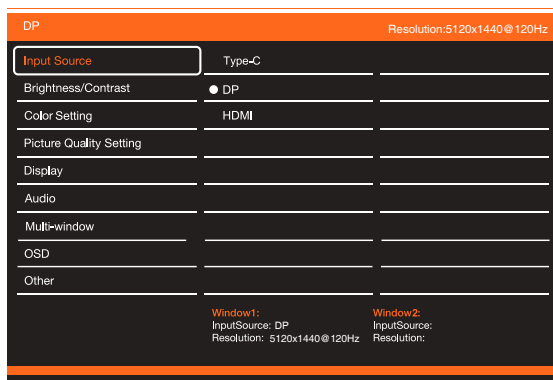 DP Resolution:5120x1440@120Hz
Input Source Type-C
Brightness/Contrast DP
Color Setting HDMI
Picture Quality Setting
Display
Audio
Multi-window
OSD
Other
Window1: Window2:
InputSource: DP InputSource:
Resolution: 5120x1440@120Hz Resolution: